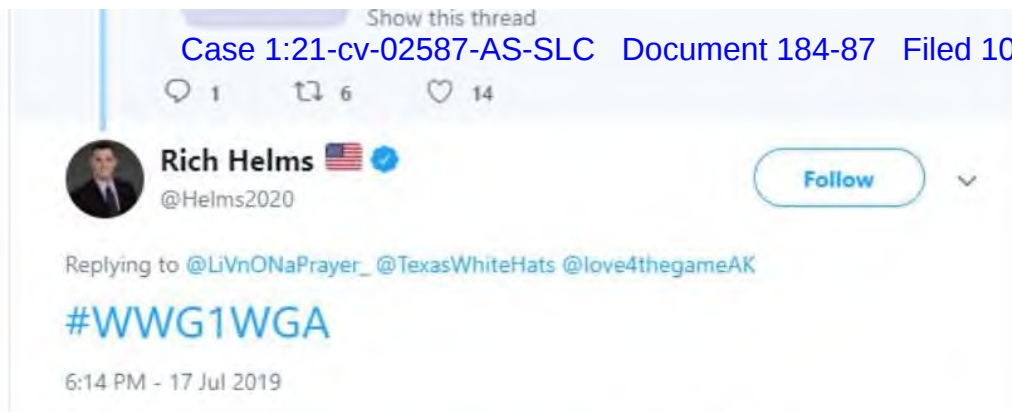 Show this thread
Case 1:21-cv-02587-AS-SLC Document 184-87 Filed 10
1 6 14
Rich Helms
@Helms2020
Follow
Replying to @LiVnONaPrayer_ @TexasWhiteHats @love4thegameAK
#WWG1WGA
6:14 PM - 17 Jul 2019